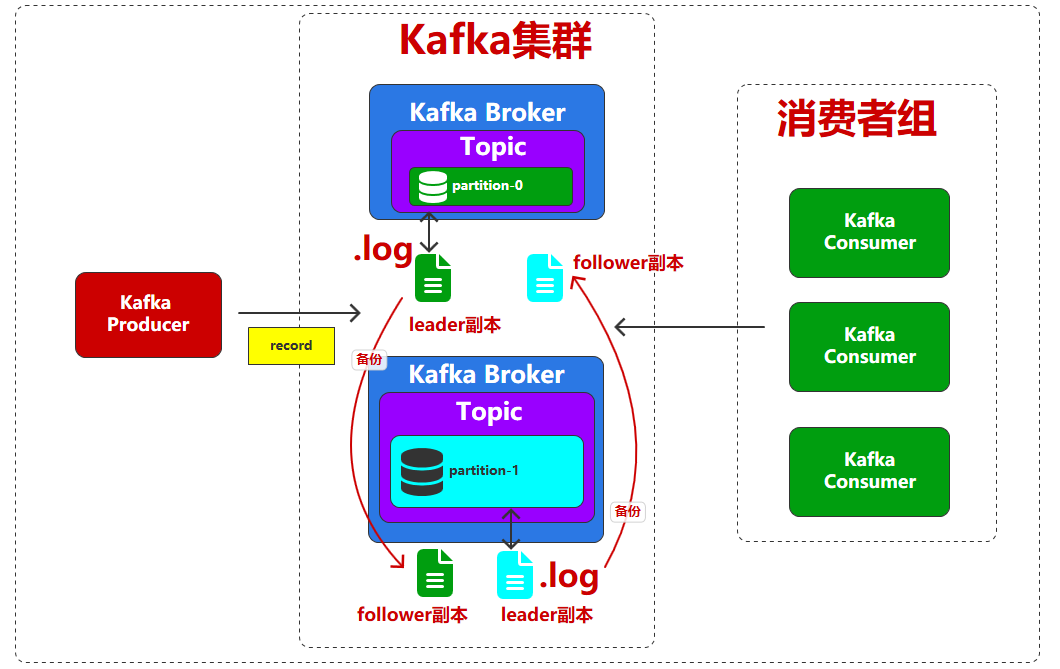 Kafka集群
Kafka Broker
Topic
partition-0
.log
follower副本
leader副本
Kafka
Producer
record
备份
Kafka Broker
Topic
partition-1
备份
.log
follower副本
leader副本
消费者组
Kafka
Consumer
Kafka
Consumer
Kafka
Consumer